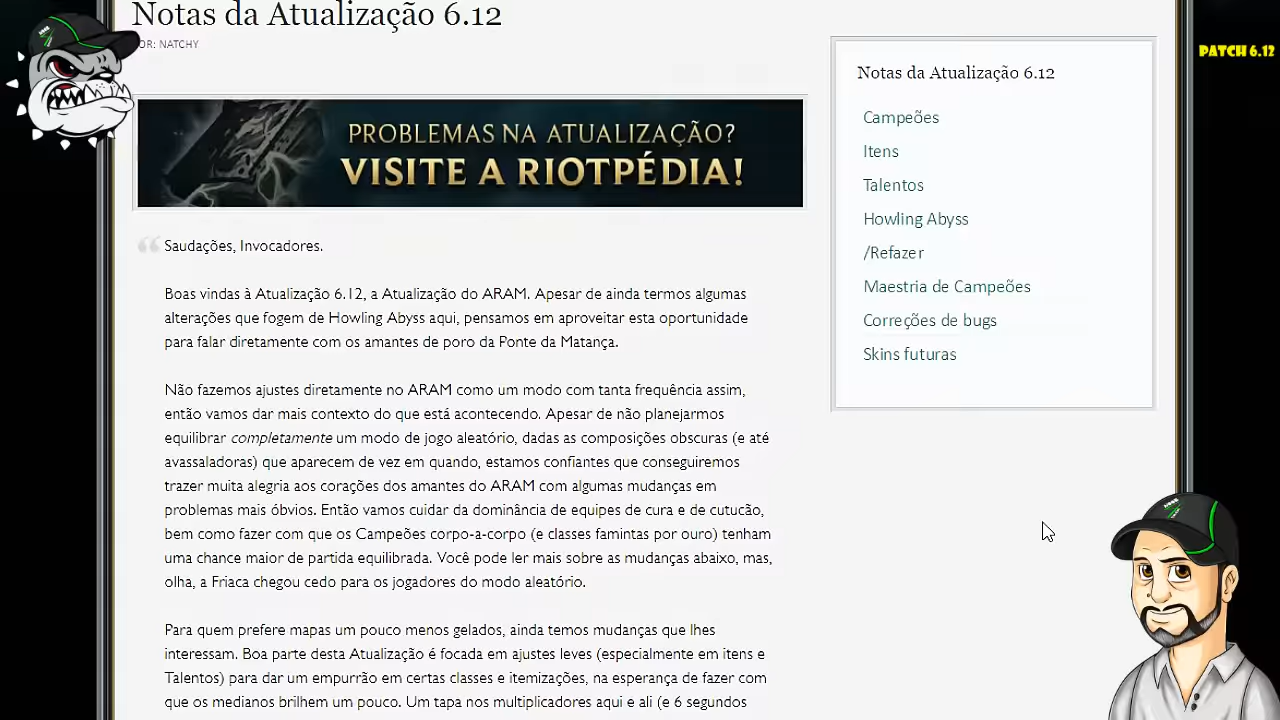 Notas da Atualização 6.12
OR: NATCHY
PATCH 6.12
PROBLEMAS NA ATUALIZAÇÃO?
VISITE A RIOTPÉDIA!
Saudações, Invocadores.
Boas vindas à Atualização 6.12, a Atualização do ARAM. Apesar de ainda termos algumas
alterações que fogem de Howling Abyss aqui, pensamos em aproveitar esta oportunidade
para falar diretamente com os amantes de poro da Ponte da Matança.
Não fazemos ajustes diretamente no ARAM como um modo com tanta frequência assim,
então vamos dar mais contexto do que está acontecendo. Apesar de não planejarmos
equilibrar completamente um modo de jogo aleatório, dadas as composições obscuras (e até
avassaladoras) que aparecem de vez em quando, estamos confiantes que conseguiremos
trazer muita alegria aos corações dos amantes do ARAM com algumas mudanças em
problemas mais óbvios. Então vamos cuidar da dominância de equipes de cura e de cutucão,
bem como fazer com que os Campeões corpo-a-corpo (e classes famintas por ouro) tenham
uma chance maior de partida equilibrada. Você pode ler mais sobre as mudanças abaixo, mas,
olha, a Friaca chegou cedo para os jogadores do modo aleatório.
Para quem prefere mapas um pouco menos gelados, ainda temos mudanças que lhes
interessam. Boa parte desta Atualização é focada em ajustes leves (especialmente em itens e
Talentos) para dar um empurrão em certas classes e itemizações, na esperança de fazer com
que os medianos brilhem um pouco. Um tapa nos multiplicadores aqui e ali (e 6 segundos
Notas da Atualização 6.12
Campeões
Itens
Talentos
Howling Abyss
/Refazer
Maestria de Campeões
Correções de bugs
Skins futuras